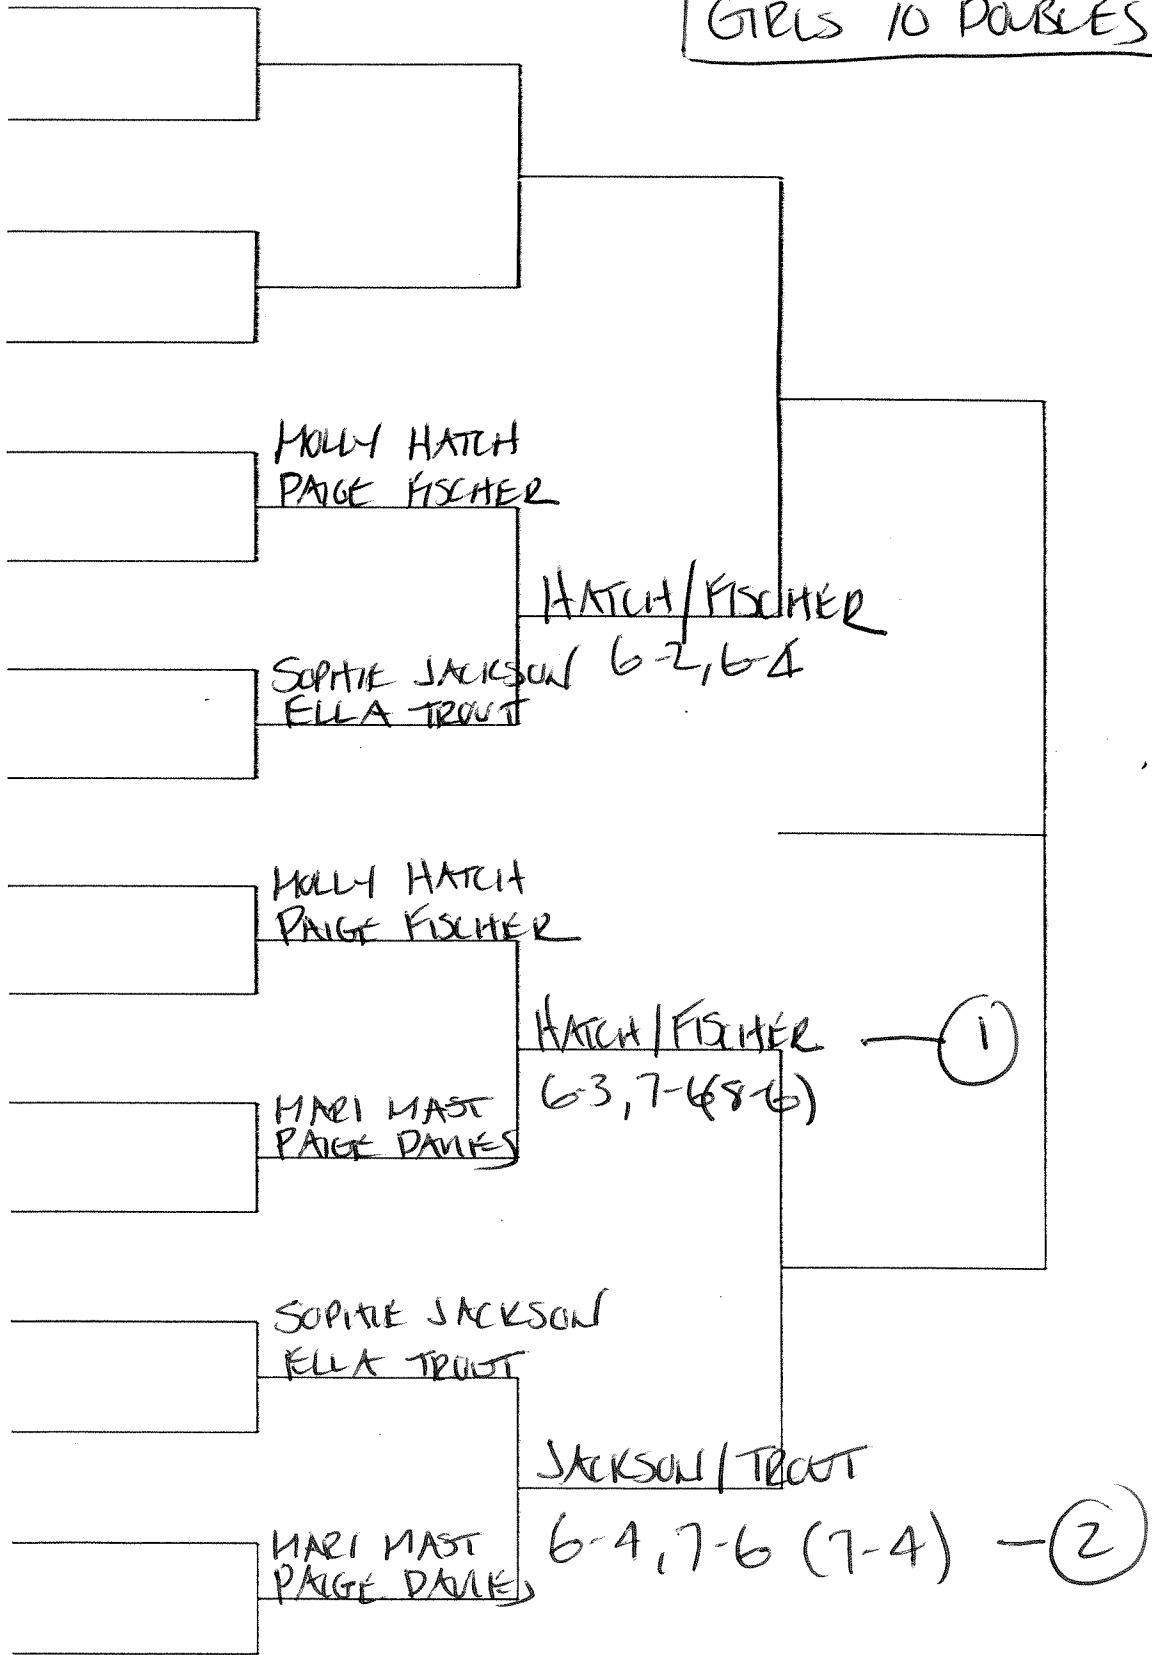 GIRLS 10 DOUBLES
MOLLY HATCH
PAIGE FISCHER
HATCH/FISCHER
6-2, 6-4
SOPHIE JACKSON
ELLA TROUT
MOLLY HATCH
PAIGE FISCHER
HATCH/FISCHER — 1
6-3, 7-6(8-6)
MARI MAST
PAIGE DAVIES
SOPHIE JACKSON
ELLA TROUT
JACKSON/TROUT
6-4, 7-6 (7-4) — 2
MARI MAST
PAIGE DAVIES